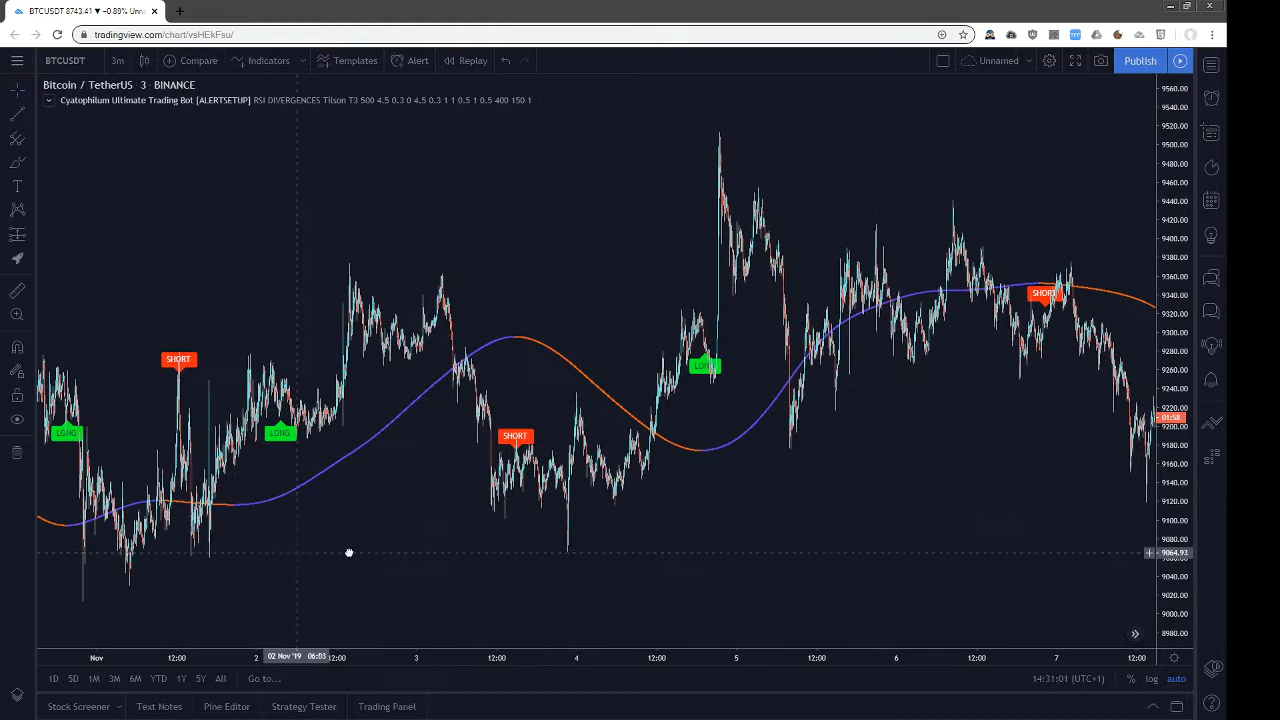 BTCUSDT 8743.41 ▼ −0.89% Unna
tradingview.com/chart/vsHEkFsu/
BTCUSDT 3m Compare Indicators Templates Alert Replay Unnamed Publish
Bitcoin / TetherUS 3 BINANCE
Cyatophilum Ultimate Trading Bot [ALERTSETUP] RSI DIVERGENCES Tilson T3 500 4.5 0.3 0 4.5 0.3 1 1 0.5 1 0.5 400 150 1
9560.00
9540.00
9520.00
9500.00
9480.00
9460.00
9440.00
9420.00
9400.00
9380.00
9360.00
9340.00
9320.00
9300.00
9280.00
9260.00
9240.00
9220.00
01:58
9200.00
9180.00
9160.00
9140.00
9120.00
9100.00
9080.00
9064.93
9040.00
9020.00
9000.00
8980.00
SHORT
LONG
LONG
SHORT
LONG
SHORT
Nov 12:00 2 02 Nov '19 06:03 12:00 3 12:00 4 12:00 5 12:00 6 12:00 7 12:00
1D 5D 1M 3M 6M YTD 1Y 5Y All Go to... 14:31:01 (UTC+1) % log auto
Stock Screener Text Notes Pine Editor Strategy Tester Trading Panel